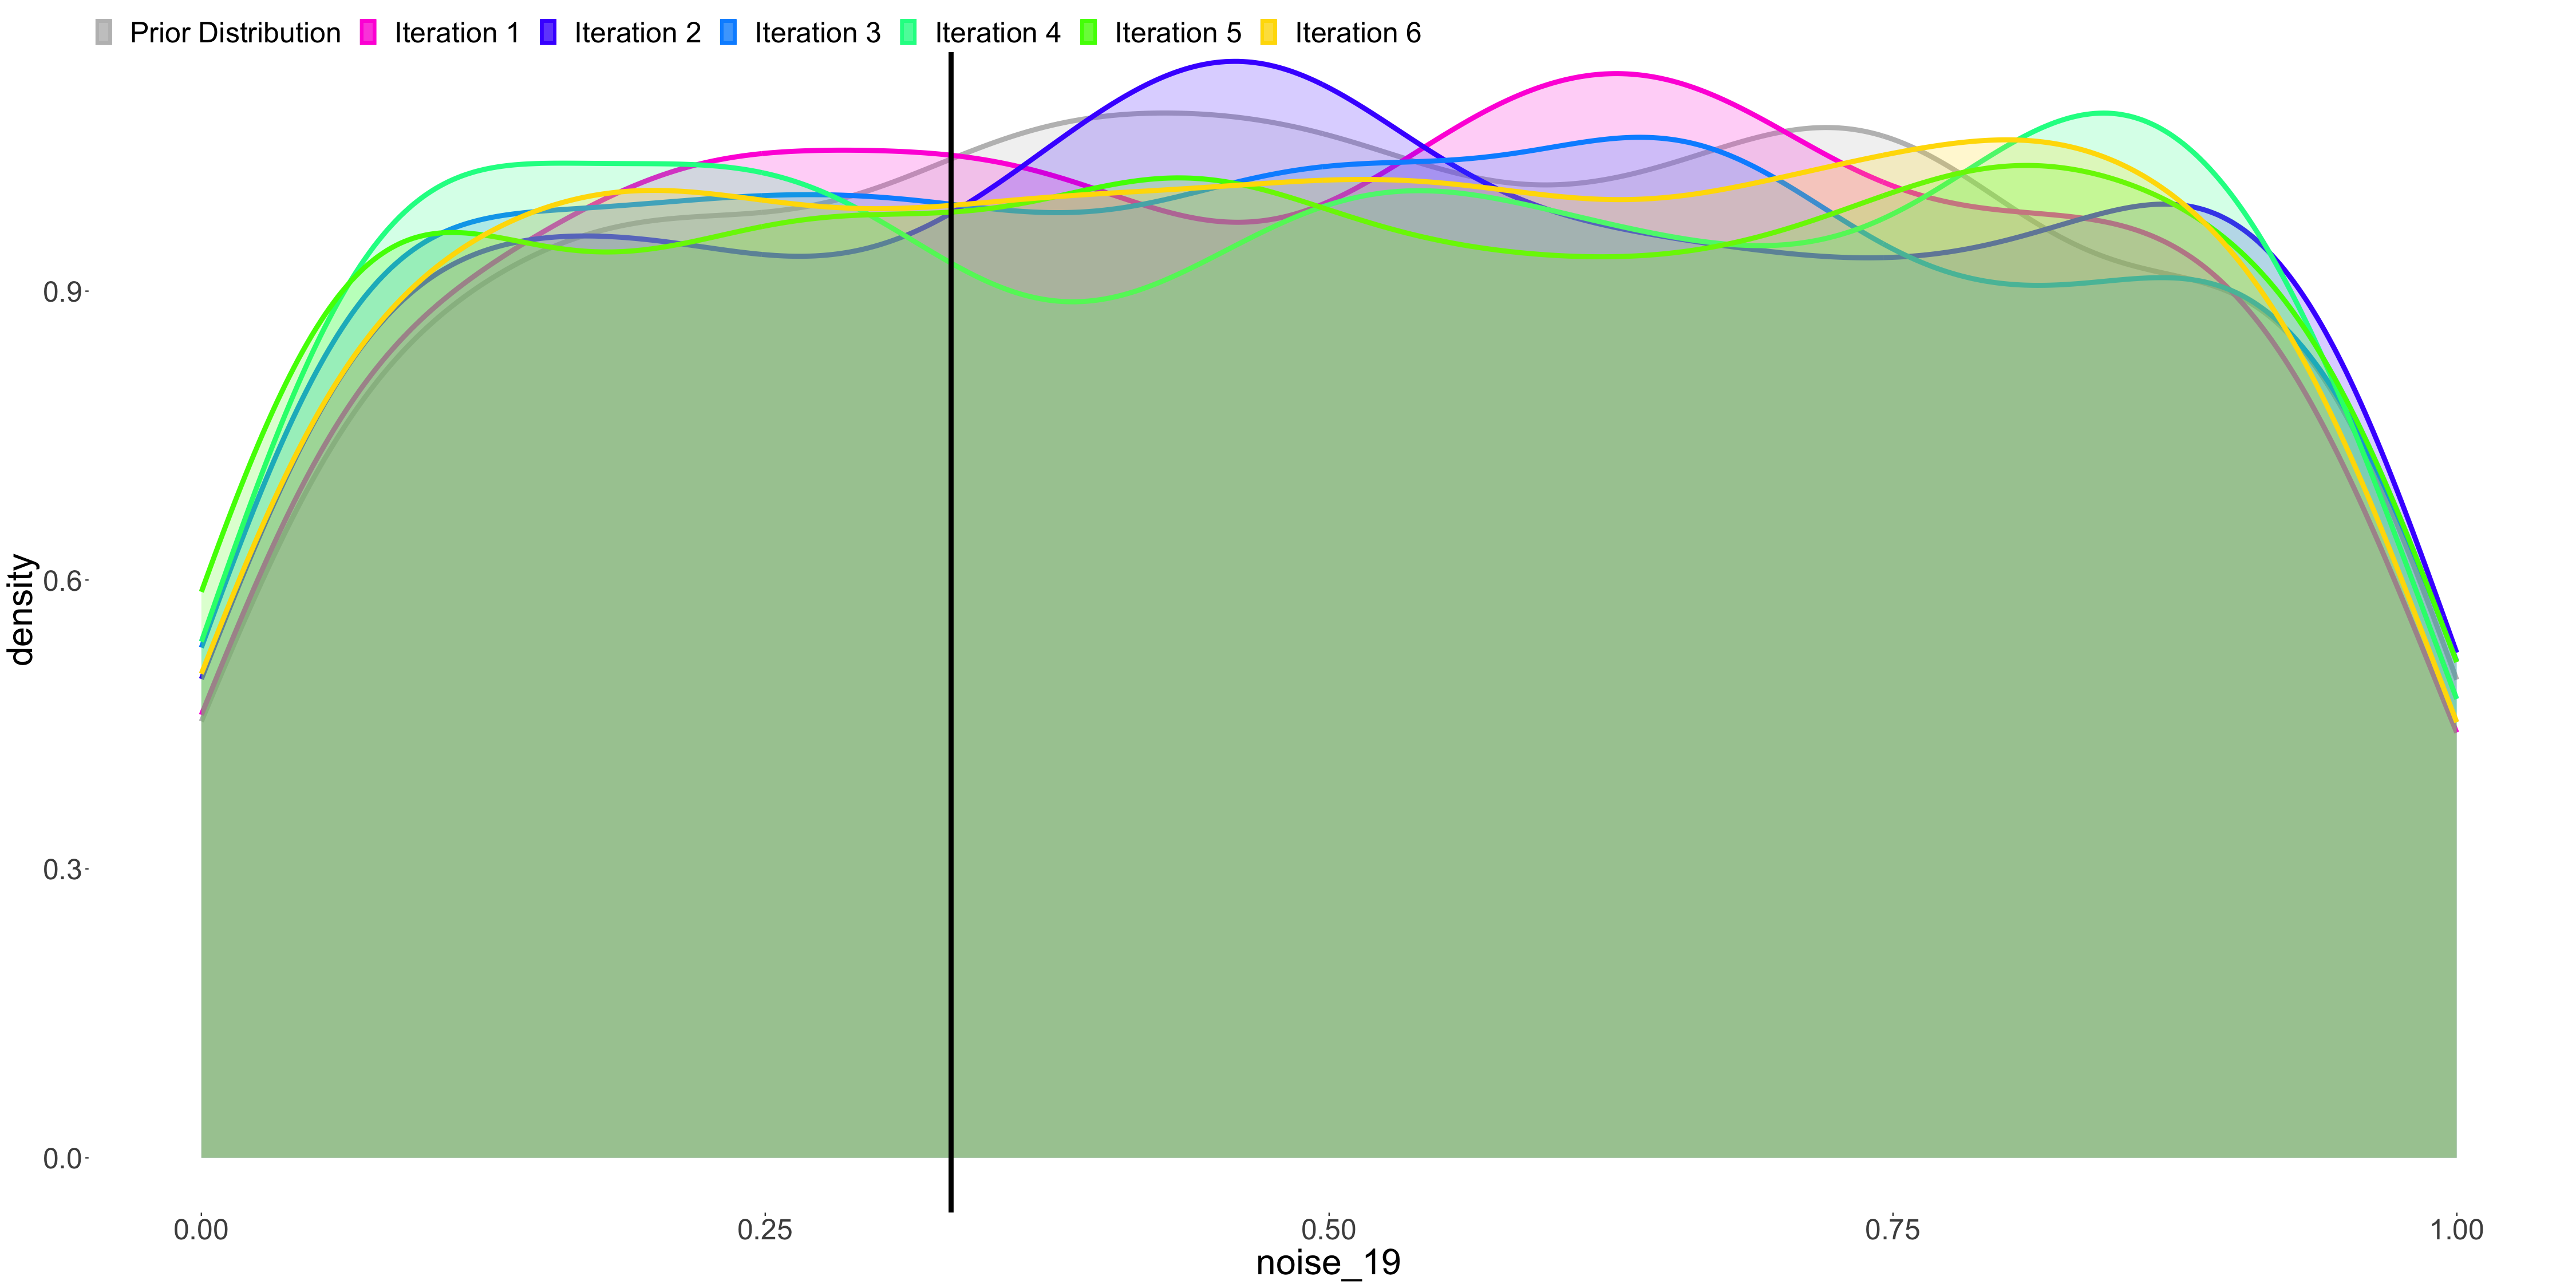 Prior Distribution Iteration 1 Iteration 2 Iteration 3 Iteration 4 Iteration 5 Iteration 6
0.9
0.6
0.3
0.0
density
0.00 0.25 0.50 0.75 1.00
noise_19